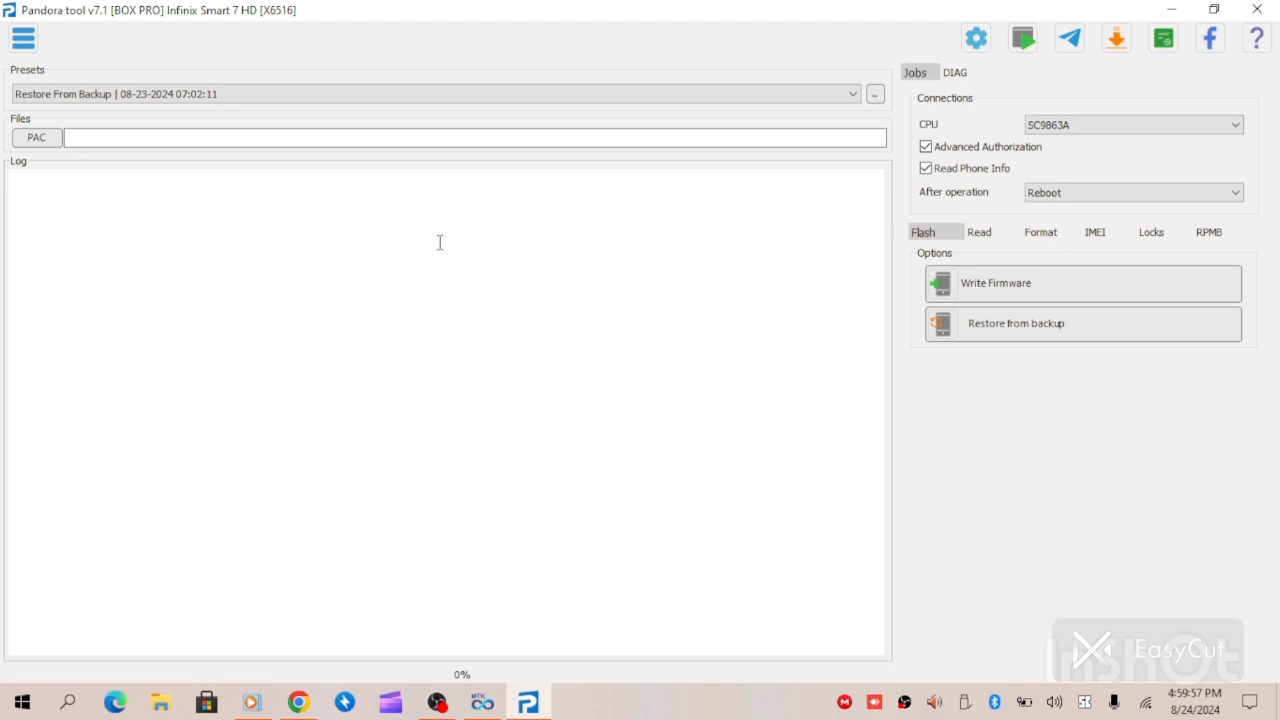 Pandora tool v7.1 [BOX PRO] Infinix Smart 7 HD [X6516]
Presets
Restore From Backup | 08-23-2024 07:02:11
Files
PAC
Log
0%
Jobs DIAG
Connections
CPU SC9863A
Advanced Authorization
Read Phone Info
After operation Reboot
Flash Read Format IMEI Locks RPMB
Options
Write Firmware
Restore from backup
EasyCut
InShot
MTK
4:59:57 PM
8/24/2024